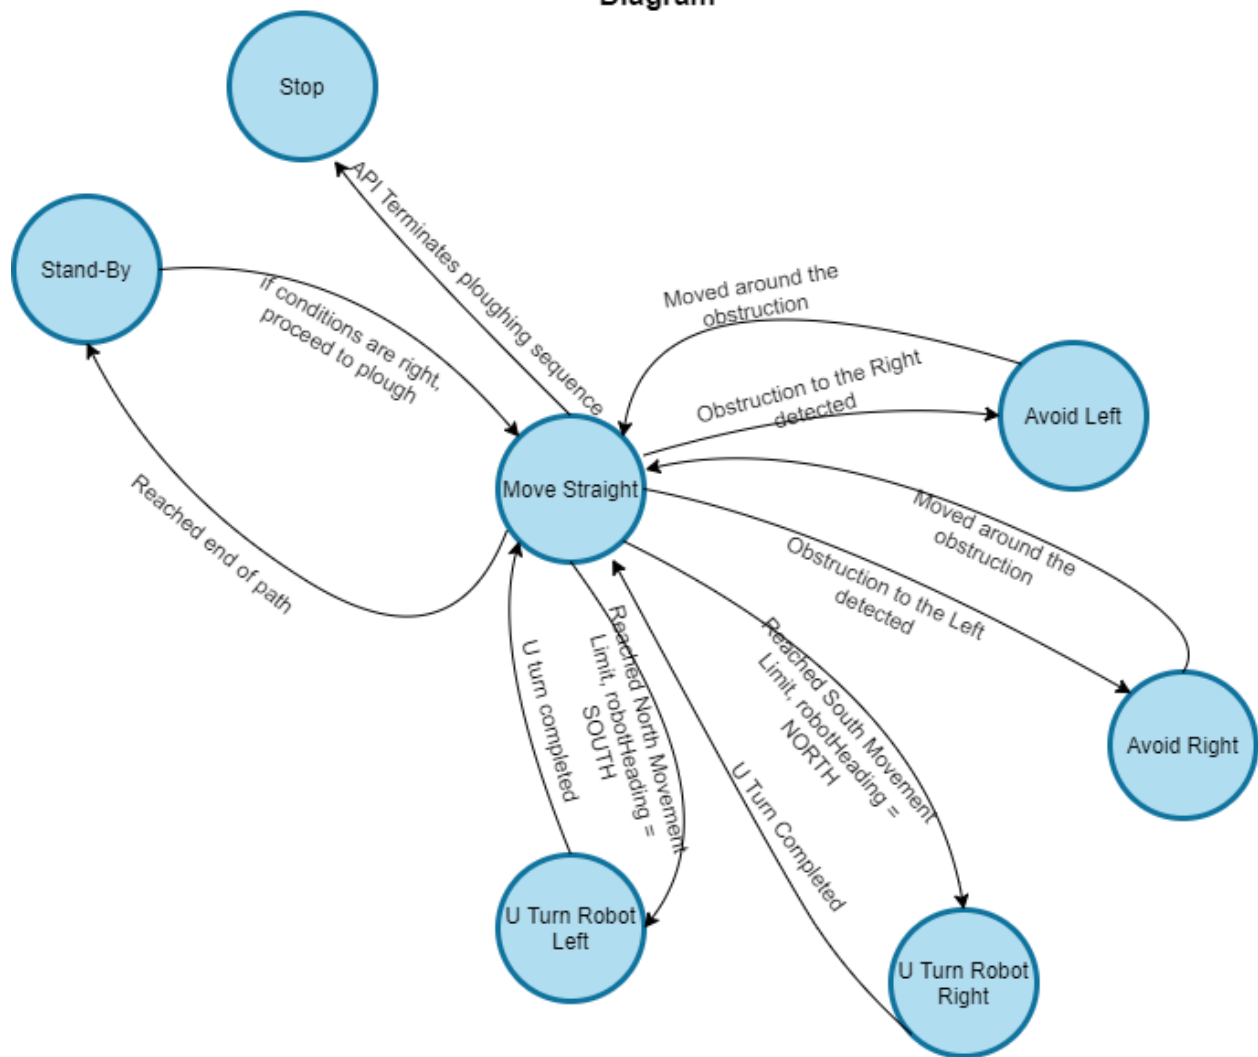 Diagram
Stop
API Terminates ploughing sequence
Stand-By
If conditions are right,
proceed to plough
Moved around the
obstruction
Obstruction to the Right
detected
Avoid Left
Move Straight
Reached end of path
Moved around the
obstruction
Obstruction to the Left
detected
Avoid Right
U turn completed
Reached North Movement
Limit, robotHeading =
SOUTH
Reached South Movement
Limit, robotHeading =
NORTH
U Turn Completed
U Turn Robot
Left
U Turn Robot
Right